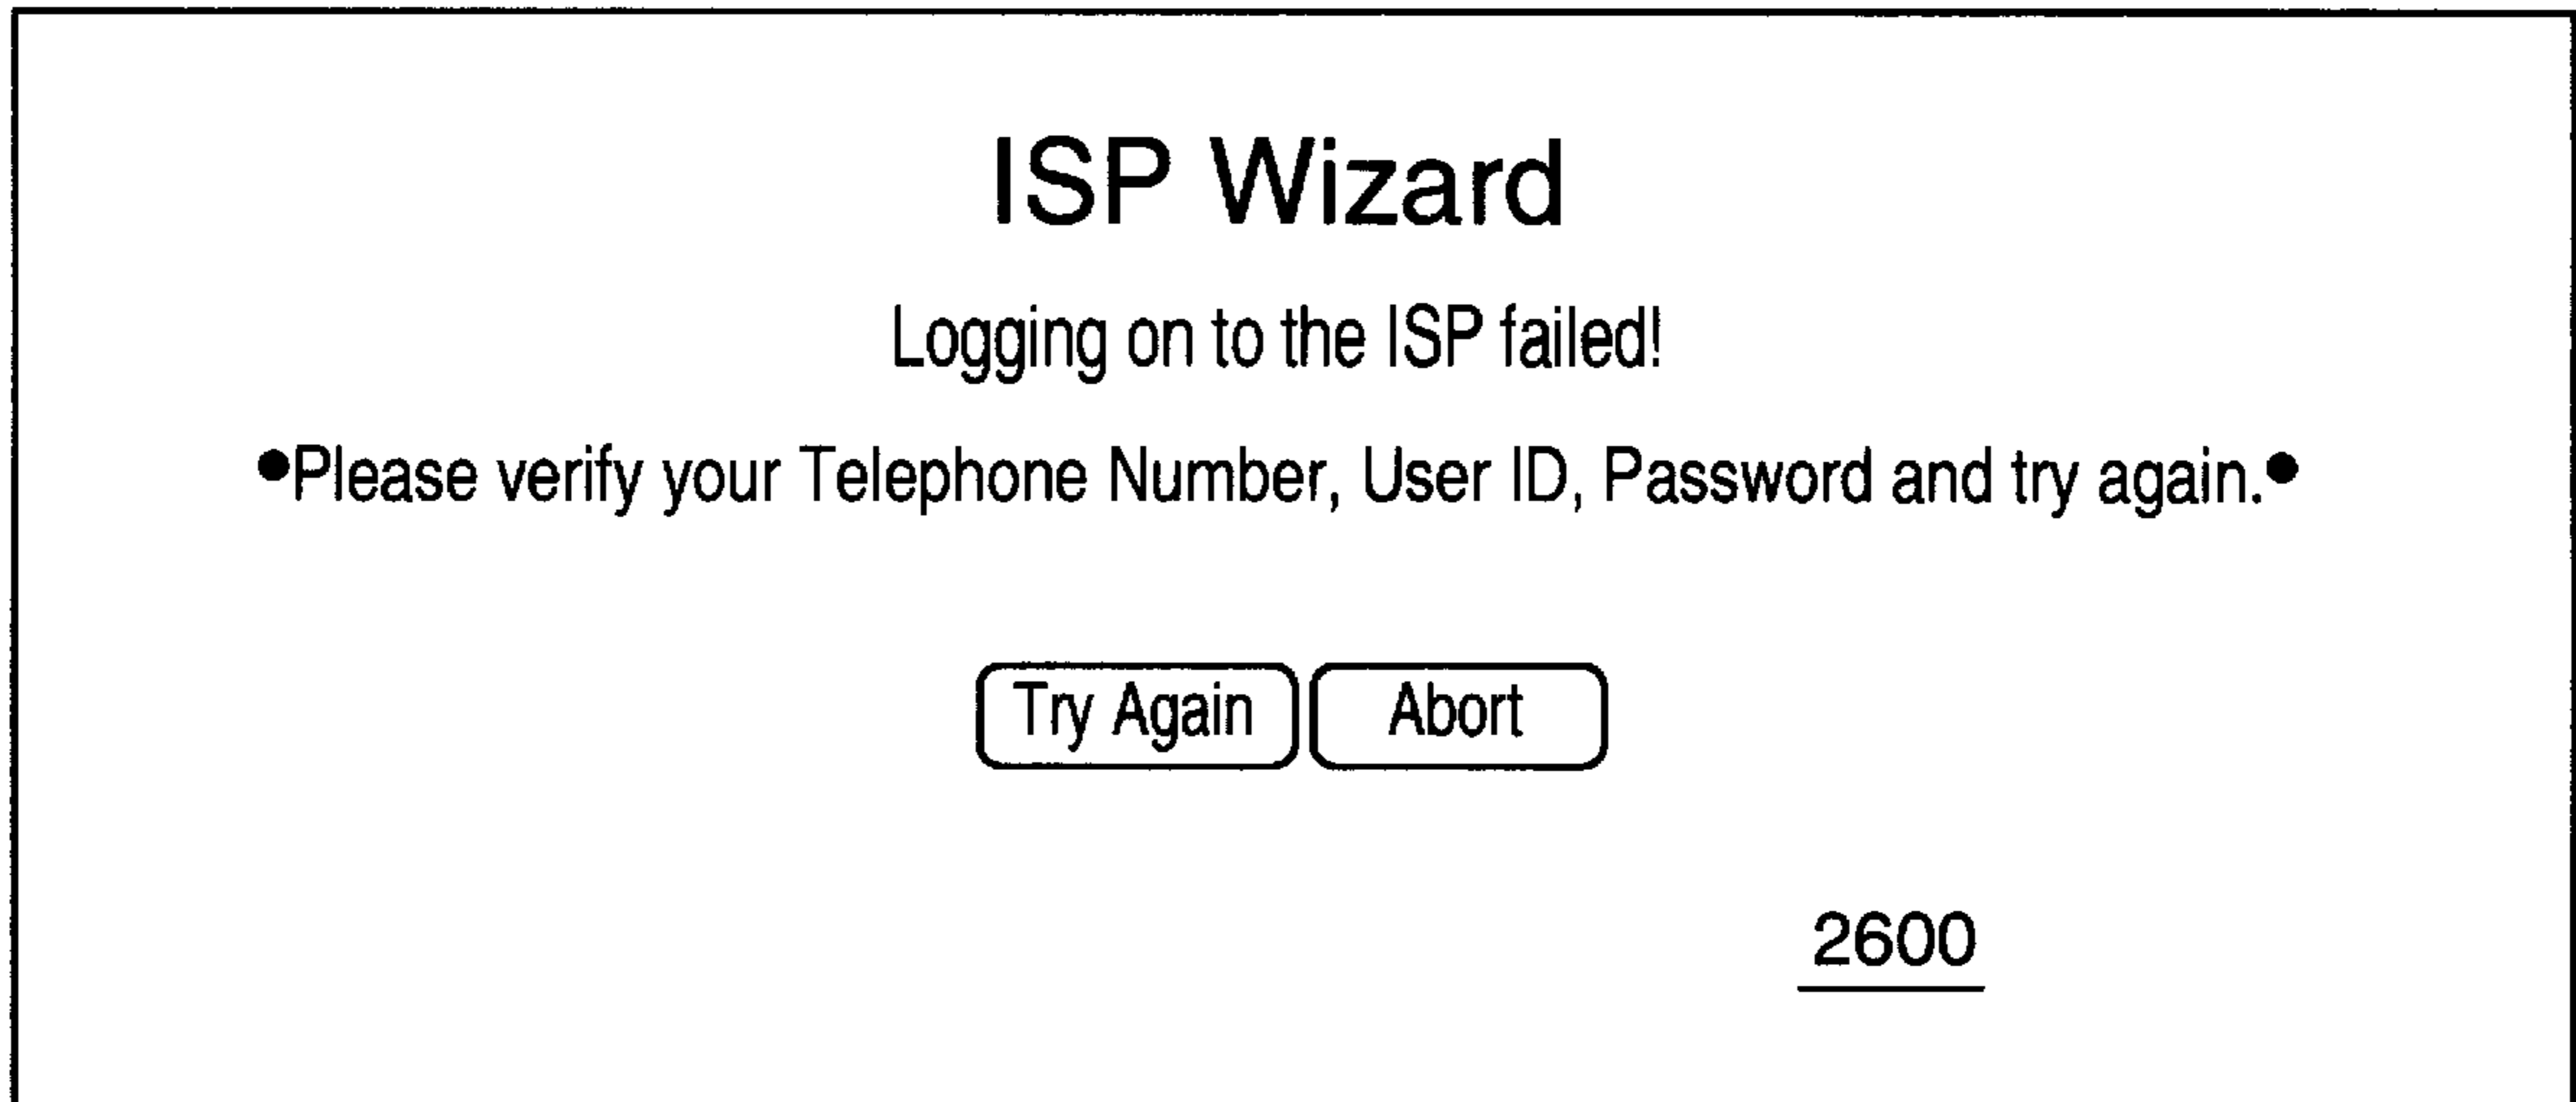 ISP Wizard
Logging on to the ISP failed!
•Please verify your Telephone Number, User ID, Password and try again.•
Try Again Abort
2600